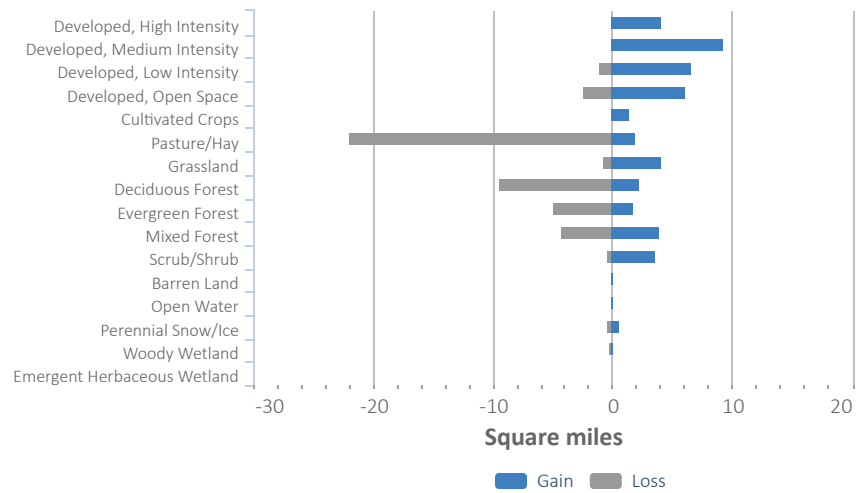 Developed, High Intensity
Developed, Medium Intensity
Developed, Low Intensity
Developed, Open Space
Cultivated Crops
Pasture/Hay
Grassland
Deciduous Forest
Evergreen Forest
Mixed Forest
Scrub/Shrub
Barren Land
Open Water
Perennial Snow/Ice
Woody Wetland
Emergent Herbaceous Wetland
-30 -20 -10 0 10 20
Square miles
Gain Loss